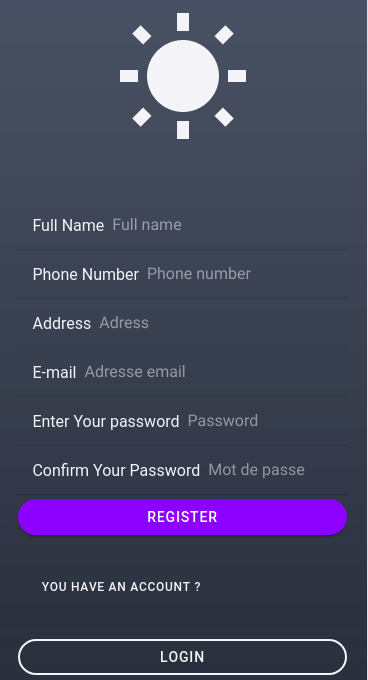 Full Name Full name
Phone Number Phone number
Address Adress
E-mail Adresse email
Enter Your password Password
Confirm Your Password Mot de passe
REGISTER
YOU HAVE AN ACCOUNT ?
LOGIN